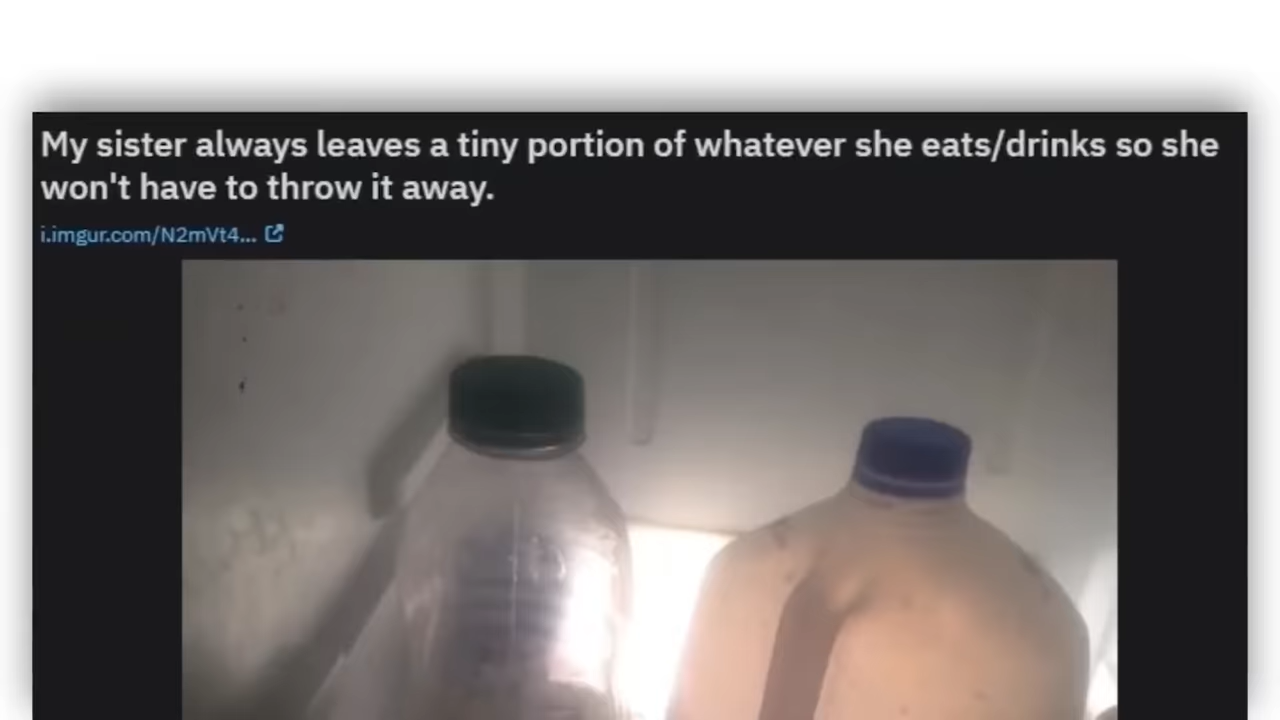 My sister always leaves a tiny portion of whatever she eats/drinks so she
won't have to throw it away.
i.imgur.com/N2mVt4...